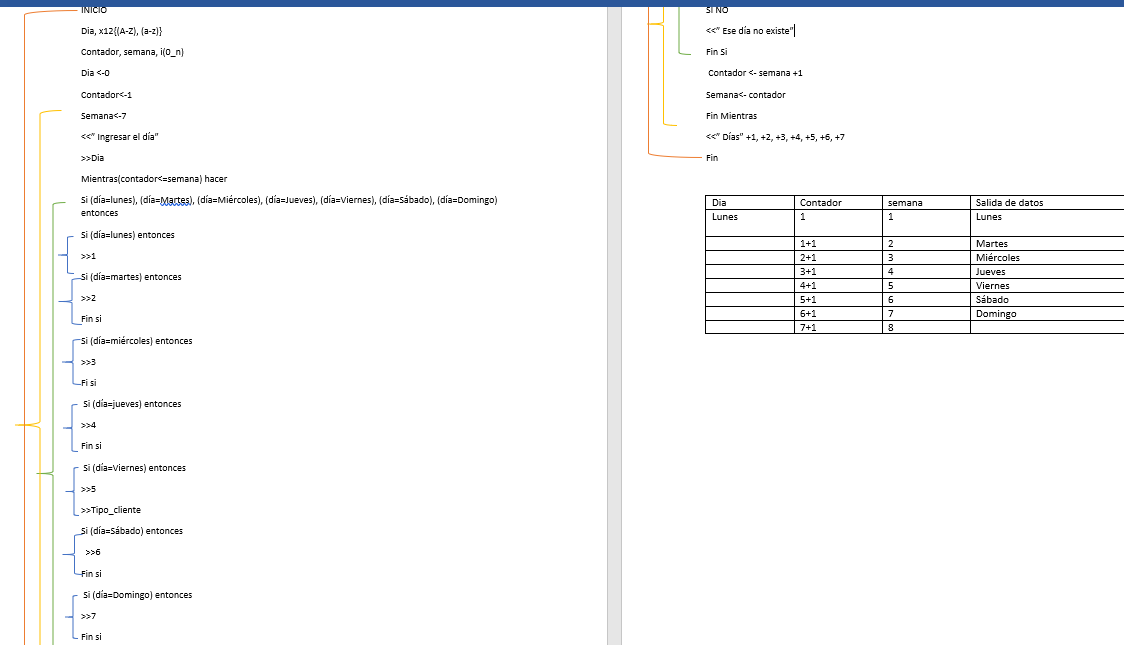 INICIO
Dia, x12{(A-Z), (a-z)}
Contador, semana, i(0_n)
Dia <-0
Contador<-1
Semana<-7
<<" Ingresar el día"
>>Dia
Mientras(contador<=semana) hacer
Si (día=lunes), (día=Martes), (día=Miércoles), (día=Jueves), (día=Viernes), (día=Sábado), (día=Domingo)
entonces
Si (día=lunes) entonces
>>1
Si (día=martes) entonces
>>2
Fin si
Si (día=miércoles) entonces
>>3
Fi si
Si (día=jueves) entonces
>>4
Fin si
Si (día=Viernes) entonces
>>5
>>Tipo_cliente
Si (día=Sábado) entonces
>>6
Fin si
Si (día=Domingo) entonces
>>7
Fin si
SI NO
<<" Ese día no existe"
Fin Si
Contador <- semana +1
Semana<- contador
Fin Mientras
<<" Días" +1, +2, +3, +4, +5, +6, +7
Fin
Dia Contador semana Salida de datos
Lunes 1 1 Lunes
1+1 2 Martes
2+1 3 Miércoles
3+1 4 Jueves
4+1 5 Viernes
5+1 6 Sábado
6+1 7 Domingo
7+1 8